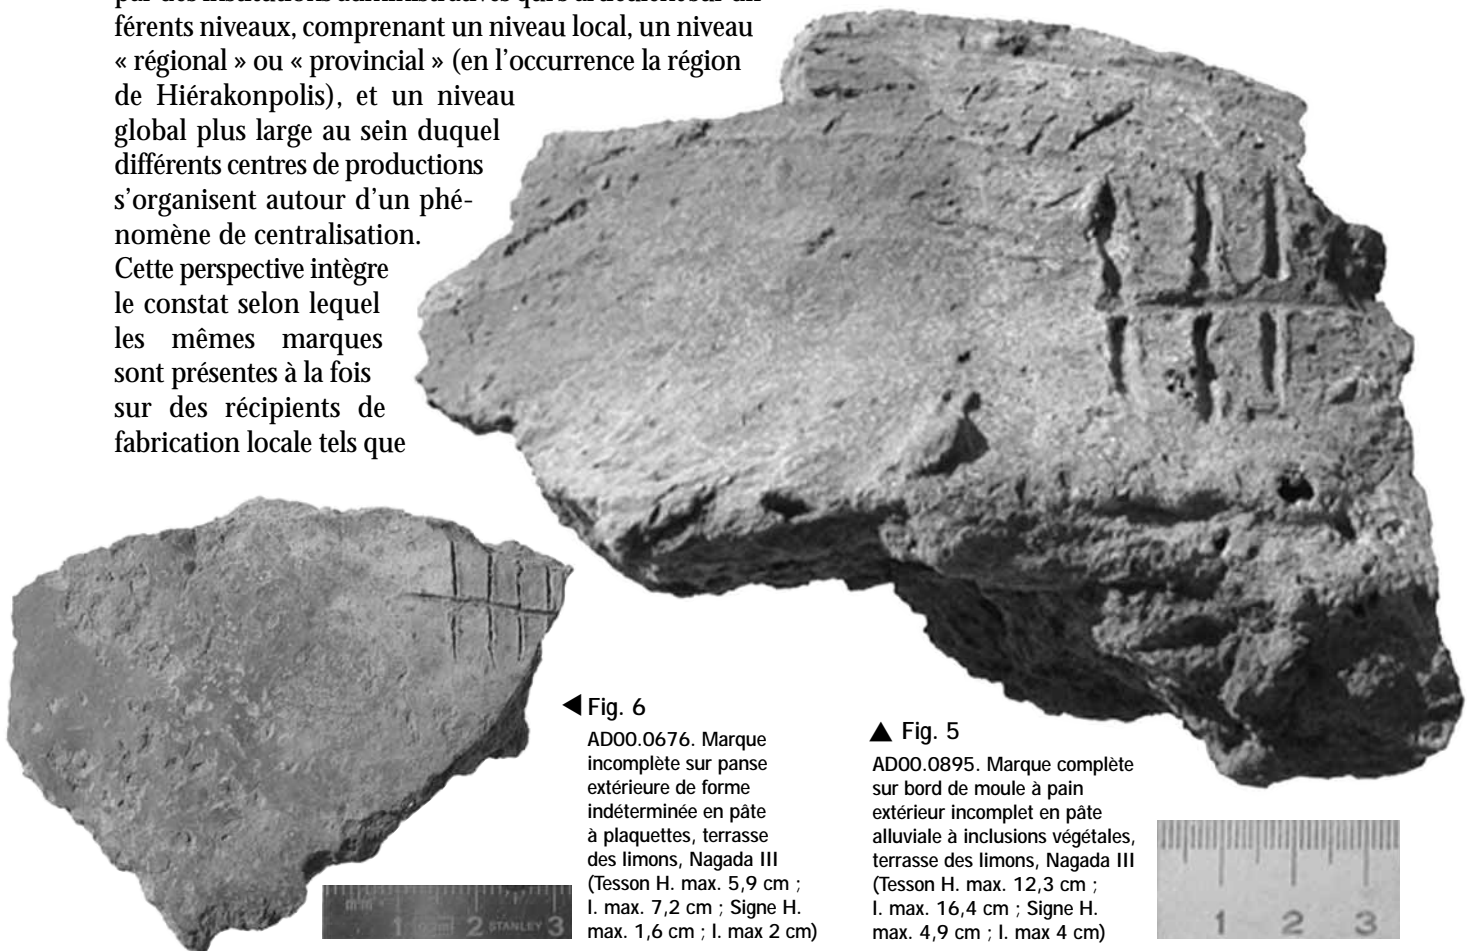 férents niveaux, comprenant un niveau local, un niveau
« régional » ou « provincial » (en l'occurrence la région
de Hiérakonpolis), et un niveau
global plus large au sein duquel
différents centres de productions
s'organisent autour d'un phé-
nomène de centralisation.
Cette perspective intègre
le constat selon lequel
les mêmes marques
sont présentes à la fois
sur des récipients de
fabrication locale tels que
◀ Fig. 6
AD00.0676. Marque
incomplète sur panse
extérieure de forme
indéterminée en pâte
à plaquettes, terrasse
des limons, Nagada III
(Tesson H. max. 5,9 cm ;
l. max. 7,2 cm ; Signe H.
max. 1,6 cm ; l. max 2 cm)
▲ Fig. 5
AD00.0895. Marque complète
sur bord de moule à pain
extérieur incomplet en pâte
alluviale à inclusions végétales,
terrasse des limons, Nagada III
(Tesson H. max. 12,3 cm ;
l. max. 16,4 cm ; Signe H.
max. 4,9 cm ; l. max 4 cm)
mm 1 2 STANLEY 3
1 2 3